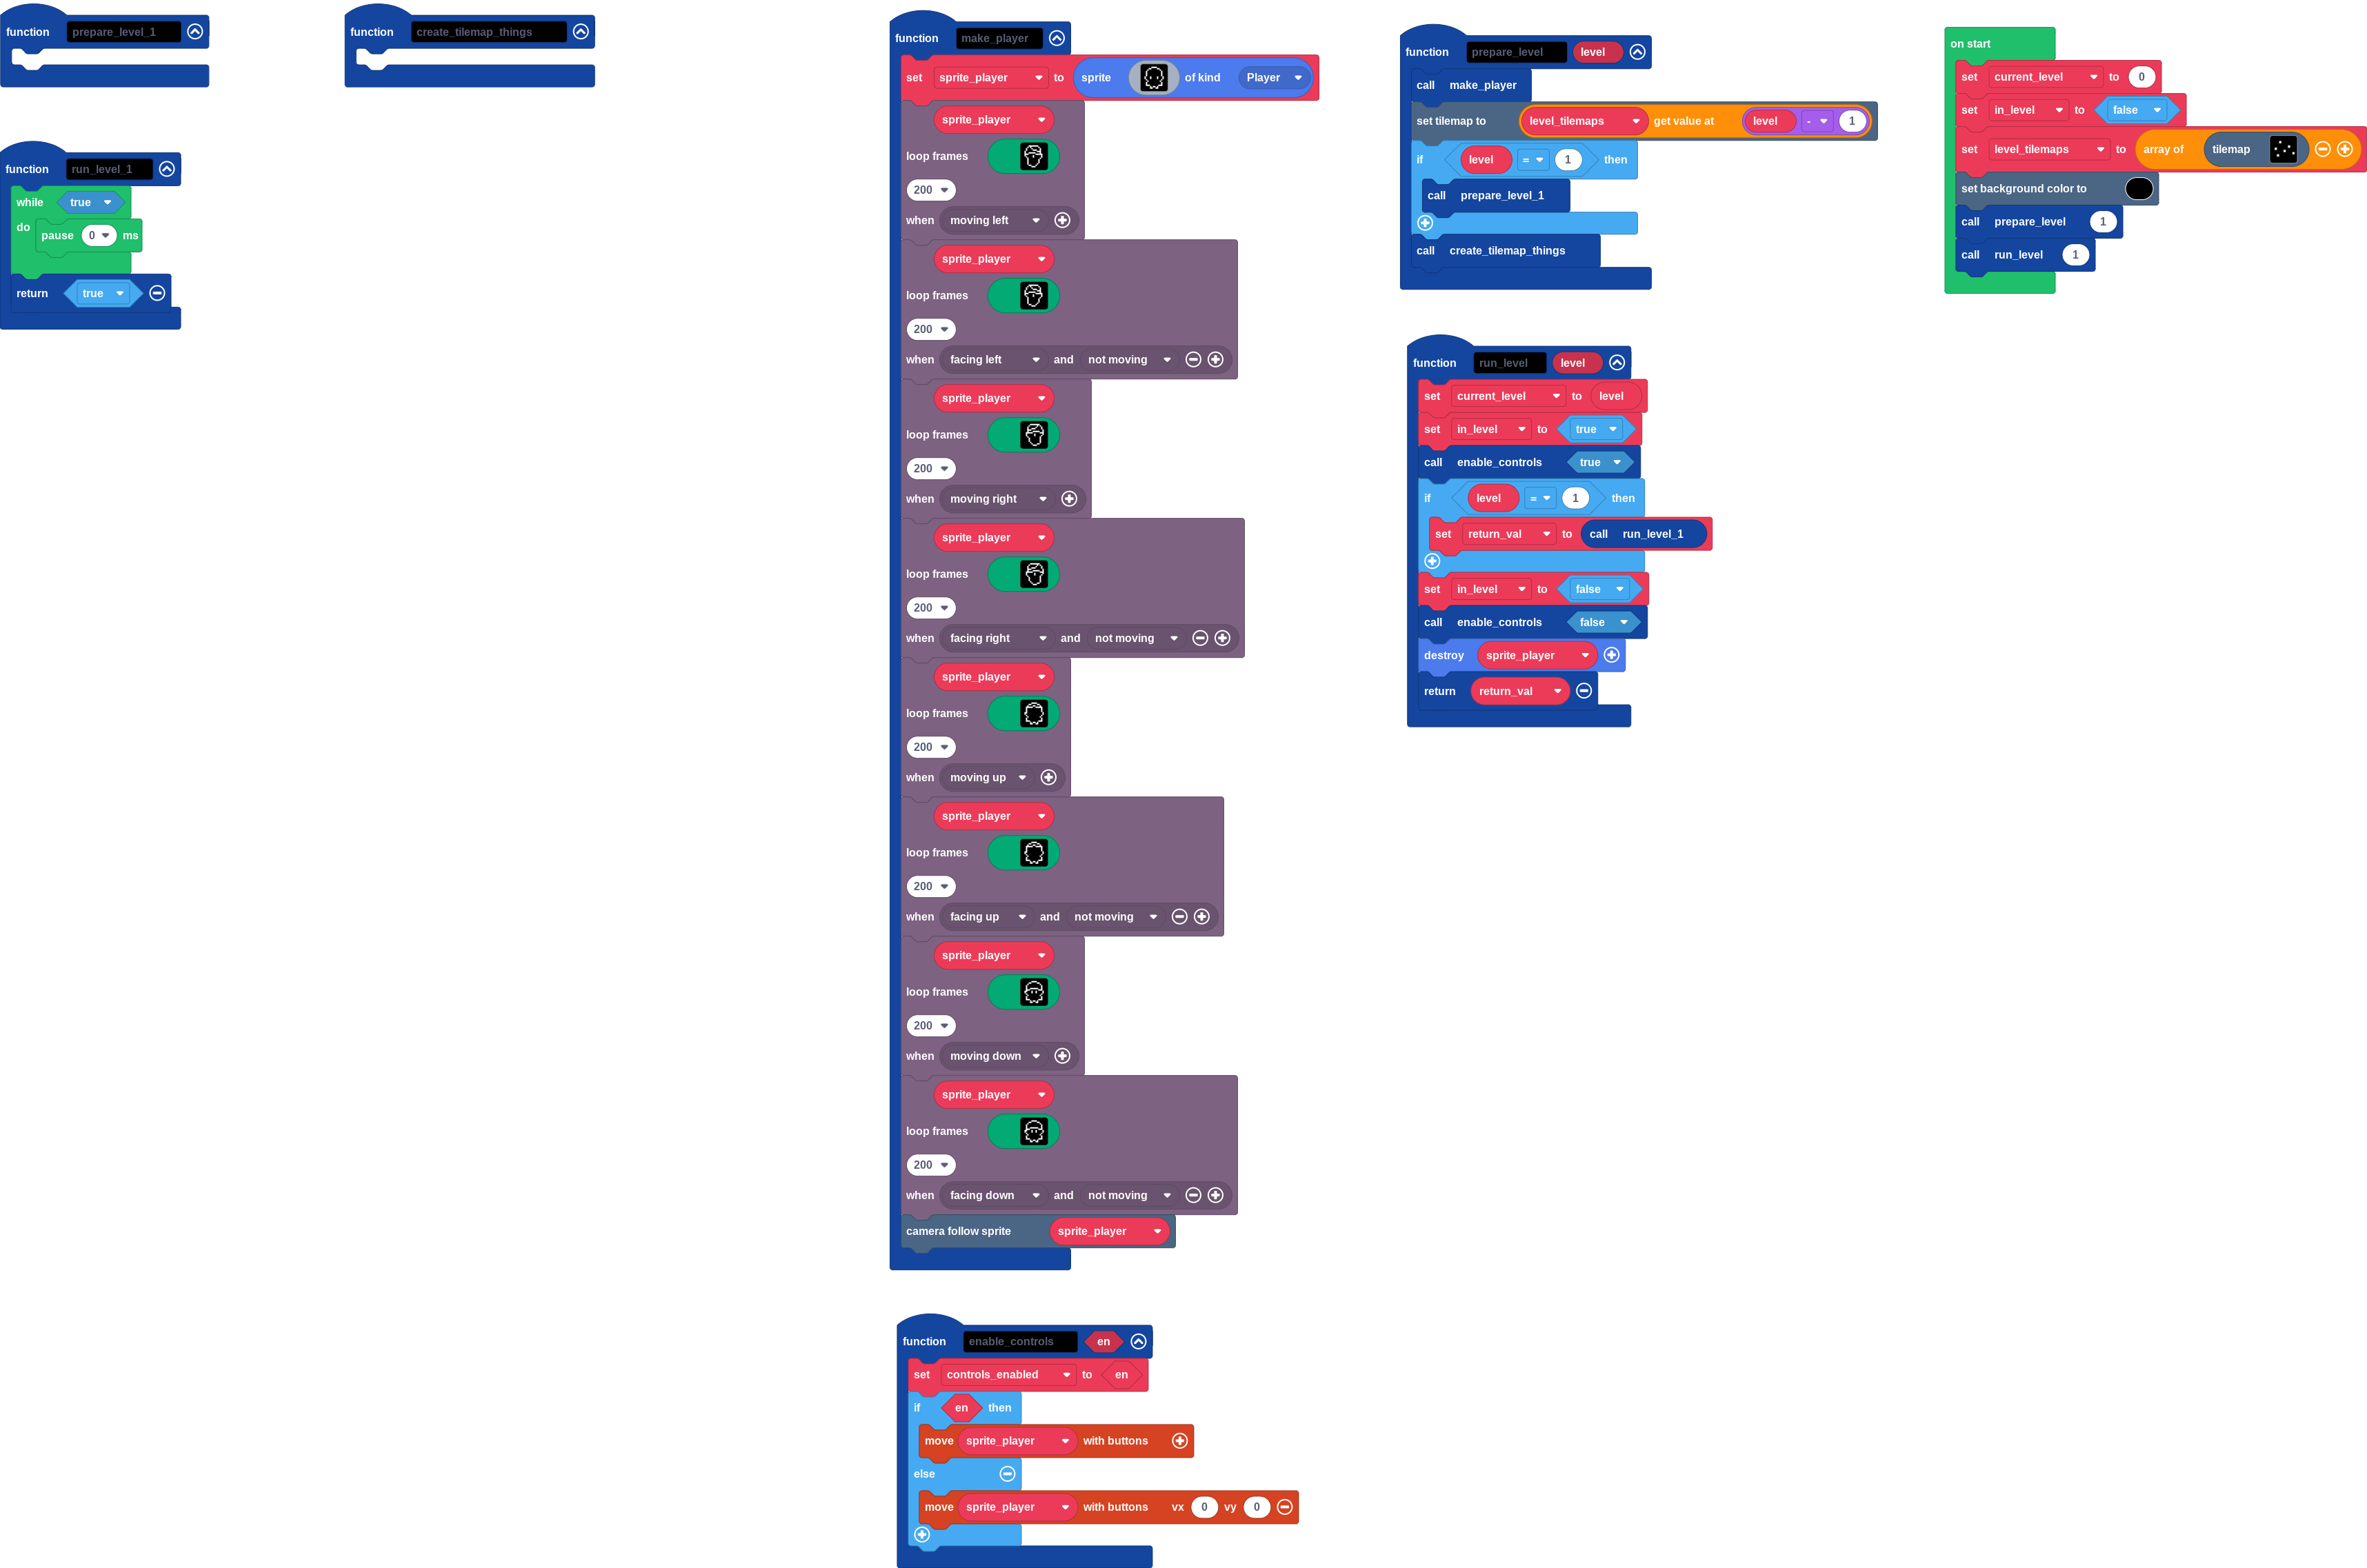 function prepare_level_1
function create_tilemap_things
function run_level_1
while true
do pause 0 ms
return true
function make_player
set sprite_player to sprite of kind Player
sprite_player
loop frames
200
when moving left
sprite_player
loop frames
200
when facing left and not moving
sprite_player
loop frames
200
when moving right
sprite_player
loop frames
200
when facing right and not moving
sprite_player
loop frames
200
when moving up
sprite_player
loop frames
200
when facing up and not moving
sprite_player
loop frames
200
when moving down
sprite_player
loop frames
200
when facing down and not moving
camera follow sprite sprite_player
function enable_controls en
set controls_enabled to en
if en then
move sprite_player with buttons
else
move sprite_player with buttons vx 0 vy 0
function prepare_level level
call make_player
set tilemap to level_tilemaps get value at level - 1
if level = 1 then
call prepare_level_1
call create_tilemap_things
function run_level level
set current_level to level
set in_level to true
call enable_controls true
if level = 1 then
set return_val to call run_level_1
set in_level to false
call enable_controls false
destroy sprite_player
return return_val
on start
set current_level to 0
set in_level to false
set level_tilemaps to array of tilemap
set background color to
call prepare_level 1
call run_level 1